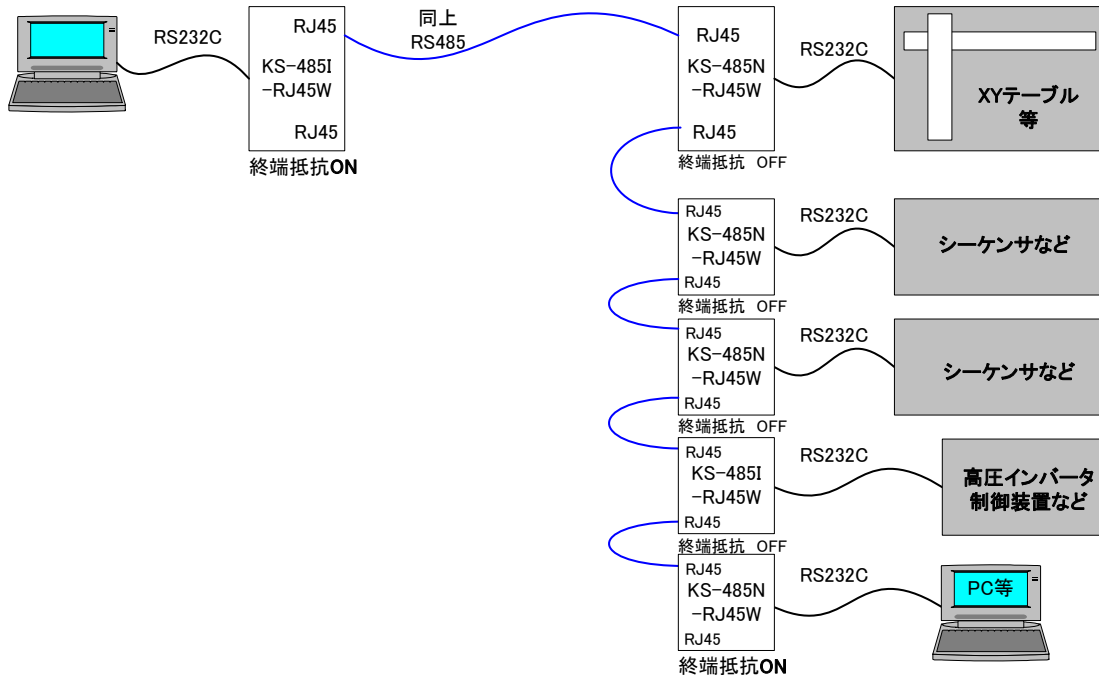 RS232C
RJ45
KS-485I
-RJ45W
RJ45
終端抵抗ON
同上
RS485
RJ45
KS-485N
-RJ45W
RJ45
終端抵抗 OFF
RS232C
XYテーブル
等
RJ45
KS-485N
-RJ45W
RJ45
終端抵抗 OFF
RS232C
シーケンサなど
RJ45
KS-485N
-RJ45W
RJ45
終端抵抗 OFF
RS232C
シーケンサなど
RJ45
KS-485I
-RJ45W
RJ45
終端抵抗 OFF
RS232C
高圧インバータ
制御装置など
RJ45
KS-485N
-RJ45W
RJ45
終端抵抗ON
RS232C
PC等